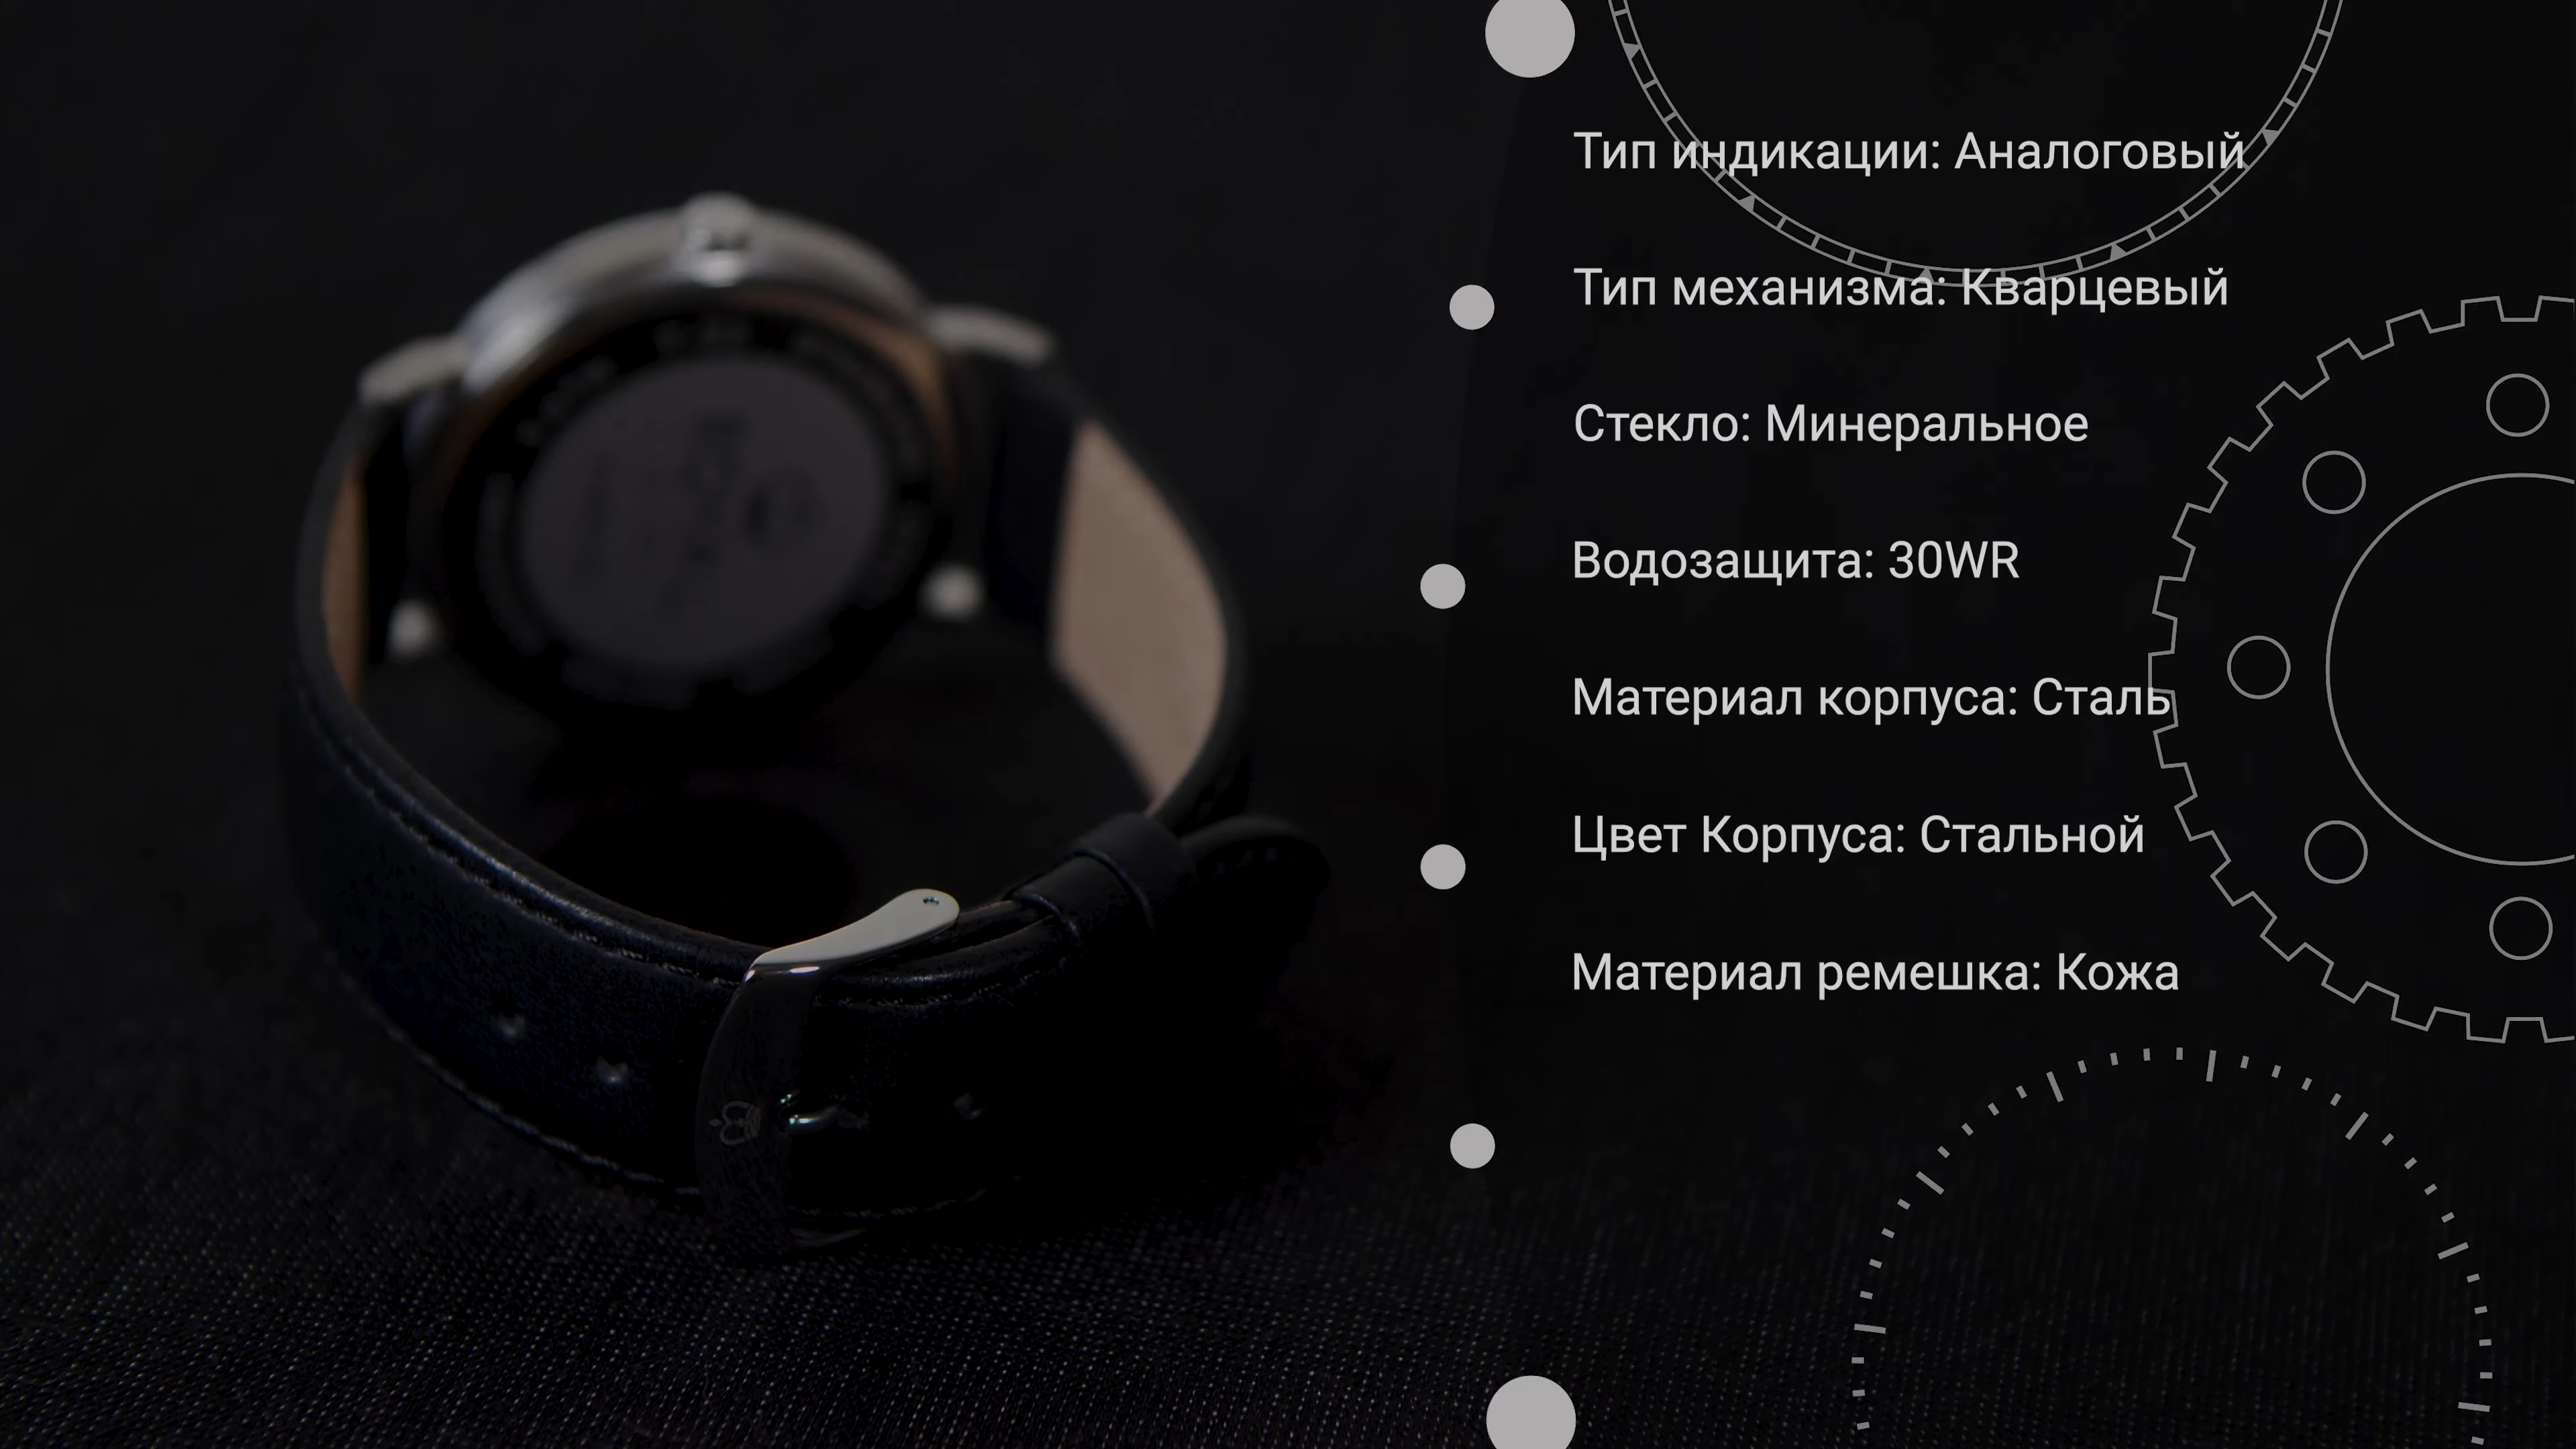 Тип индикации: Аналоговый
Тип механизма: Кварцевый
Стекло: Минеральное
Водозащита: 30WR
Материал корпуса: Сталь
Цвет Корпуса: Стальной
Материал ремешка: Кожа